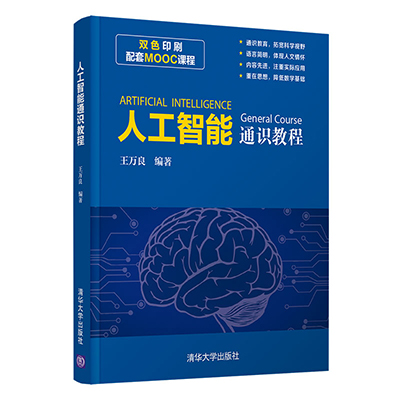 双色印刷
配套MOOC课程
通识教育，拓宽科学视野
语言简明，体现人文情怀
内容先进，注重实际应用
重在思想，降低数学基础
ARTIFICIAL INTELLIGENCE
General Course
人工智能通识教程
王万良 编著
清华大学出版社
人工智能通识教程
王万良 编著
清华大学出版社